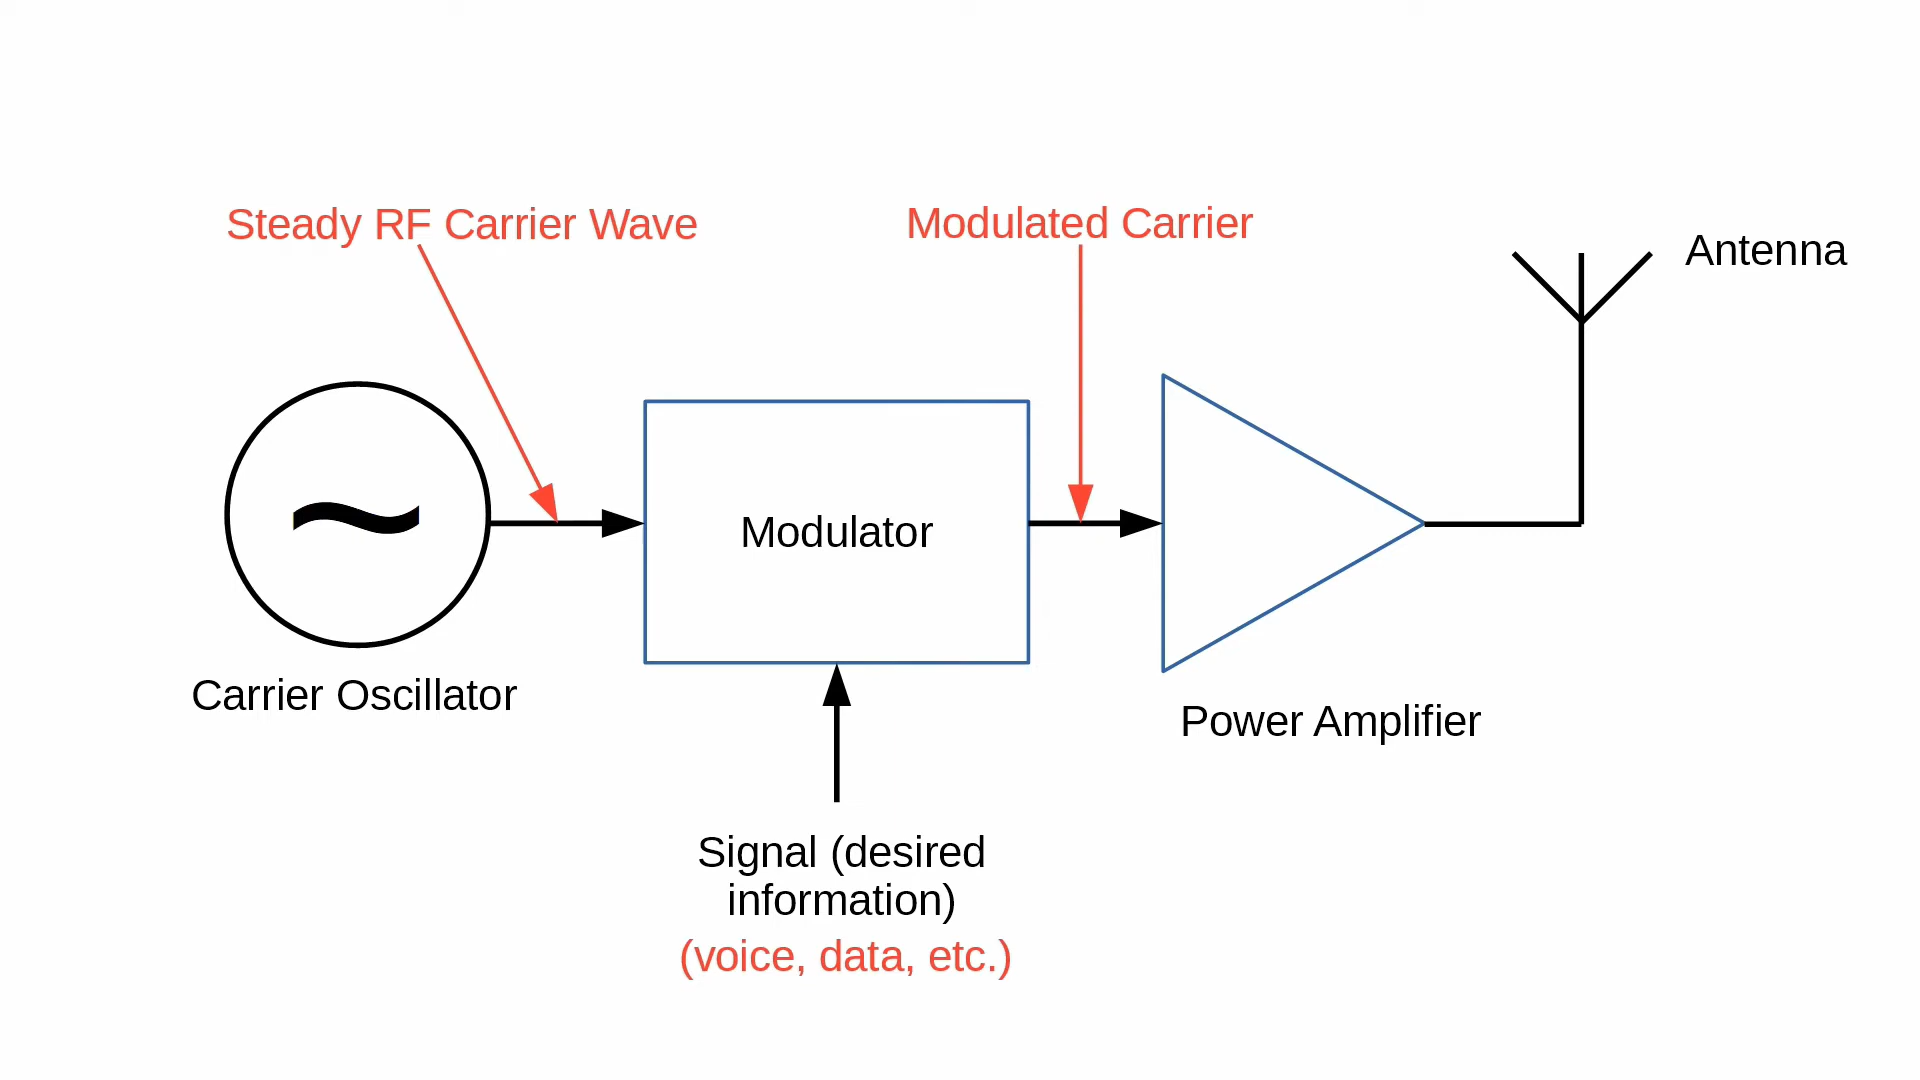 Steady RF Carrier Wave
Modulated Carrier
Antenna
Modulator
Carrier Oscillator
Power Amplifier
Signal (desired
information)
(voice, data, etc.)